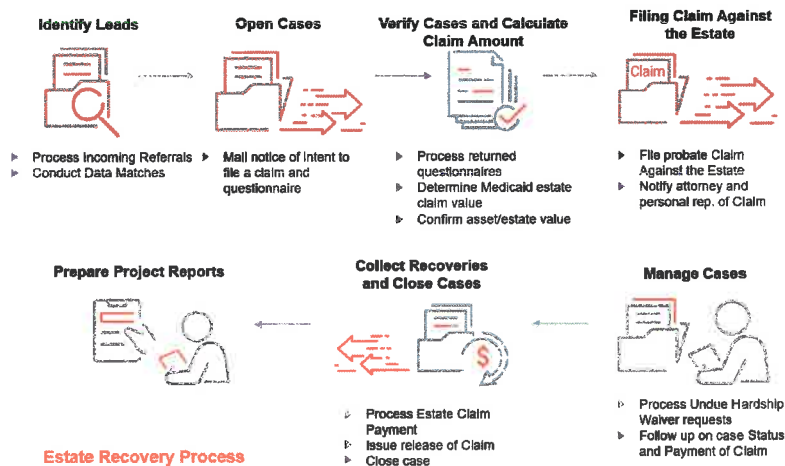 Identify Leads
Process Incoming Referrals
Conduct Data Matches
Open Cases
Mail notice of intent to
file a claim and
questionnaire
Verify Cases and Calculate
Claim Amount
Process returned
questionnaires
Determine Medicaid estate
claim value
Confirm asset/estate value
Filing Claim Against
the Estate
Claim
File probate Claim
Against the Estate
Notify attorney and
personal rep. of Claim
Prepare Project Reports
Collect Recoveries
and Close Cases
$
Process Estate Claim
Payment
Issue release of Claim
Close case
Manage Cases
Process Undue Hardship
Waiver requests
Follow up on case Status
and Payment of Claim
Estate Recovery Process